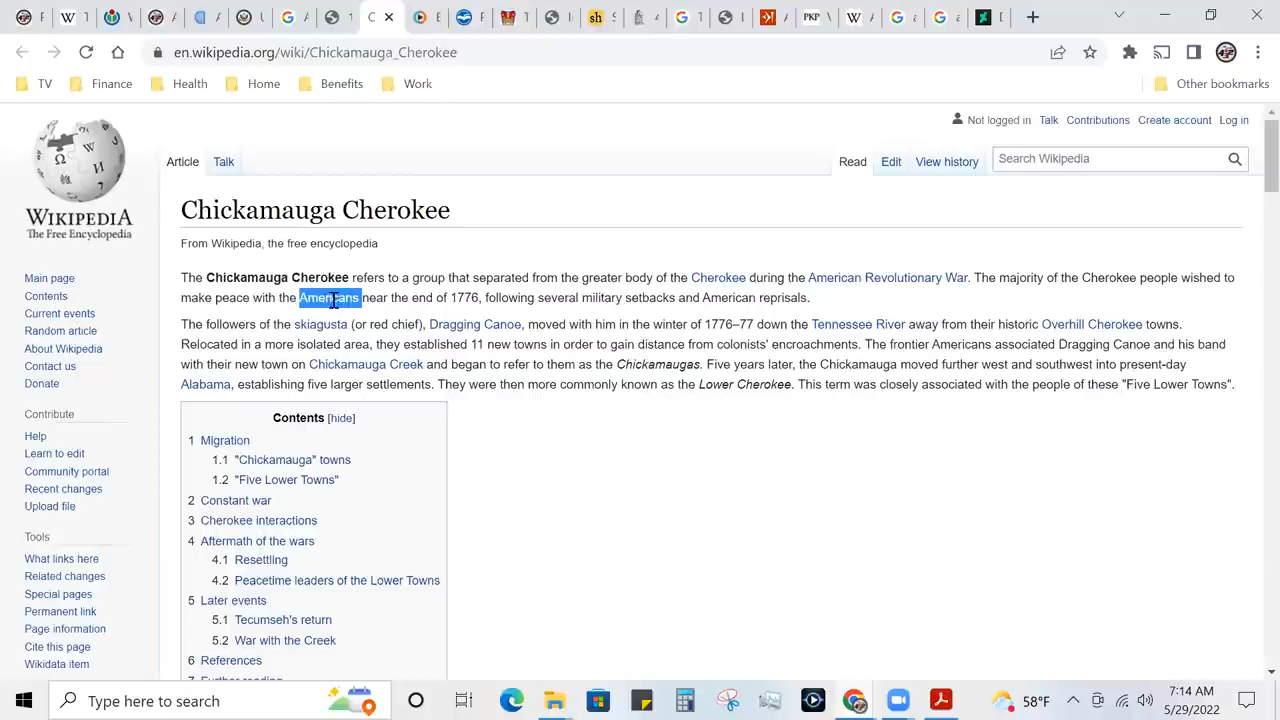 en.wikipedia.org/wiki/Chickamauga_Cherokee
TV Finance Health Home Benefits Work Other bookmarks
Not logged in Talk Contributions Create account Log in
Article Talk Read Edit View history Search Wikipedia
WIKIPEDIA
The Free Encyclopedia
Chickamauga Cherokee
From Wikipedia, the free encyclopedia
The Chickamauga Cherokee refers to a group that separated from the greater body of the Cherokee during the American Revolutionary War. The majority of the Cherokee people wished to
make peace with the Americans near the end of 1776, following several military setbacks and American reprisals.
The followers of the skiagusta (or red chief), Dragging Canoe, moved with him in the winter of 1776–77 down the Tennessee River away from their historic Overhill Cherokee towns.
Relocated in a more isolated area, they established 11 new towns in order to gain distance from colonists' encroachments. The frontier Americans associated Dragging Canoe and his band
with their new town on Chickamauga Creek and began to refer to them as the Chickamaugas. Five years later, the Chickamauga moved further west and southwest into present-day
Alabama, establishing five larger settlements. They were then more commonly known as the Lower Cherokee. This term was closely associated with the people of these "Five Lower Towns".
Main page
Contents
Current events
Random article
About Wikipedia
Contact us
Donate
Contribute
Help
Learn to edit
Community portal
Recent changes
Upload file
Tools
What links here
Related changes
Special pages
Permanent link
Page information
Cite this page
Wikidata item
Contents [hide]
1 Migration
1.1 "Chickamauga" towns
1.2 "Five Lower Towns"
2 Constant war
3 Cherokee interactions
4 Aftermath of the wars
4.1 Resettling
4.2 Peacetime leaders of the Lower Towns
5 Later events
5.1 Tecumseh's return
5.2 War with the Creek
6 References
7 Further reading
Type here to search
58°F
7:14 AM
5/29/2022